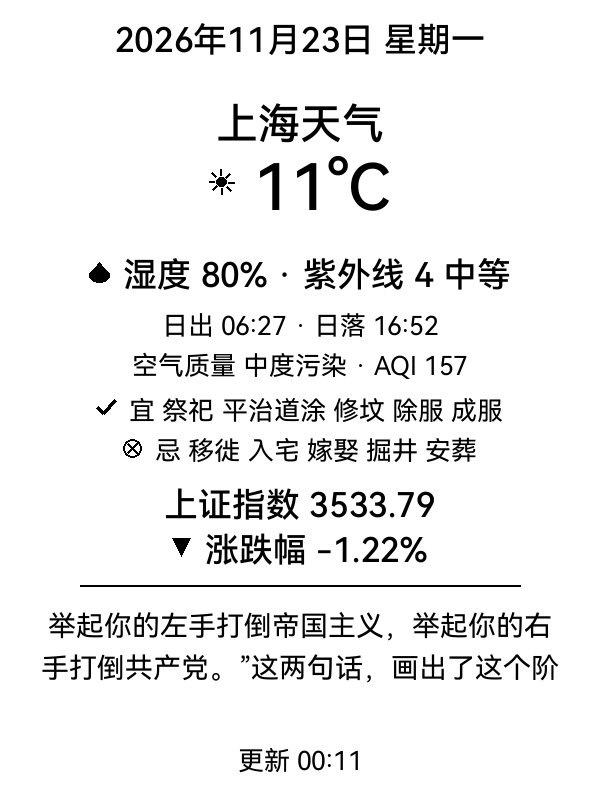 2026年11月23日 星期一
上海天气
11°C
湿度 80% · 紫外线 4 中等
日出 06:27 · 日落 16:52
空气质量 中度污染 · AQI 157
宜 祭祀 平治道涂 修坟 除服 成服
忌 移徙 入宅 嫁娶 掘井 安葬
上证指数 3533.79
▼ 涨跌幅 -1.22%
举起你的左手打倒帝国主义，举起你的右
手打倒共产党。”这两句话，画出了这个阶
更新 00:11